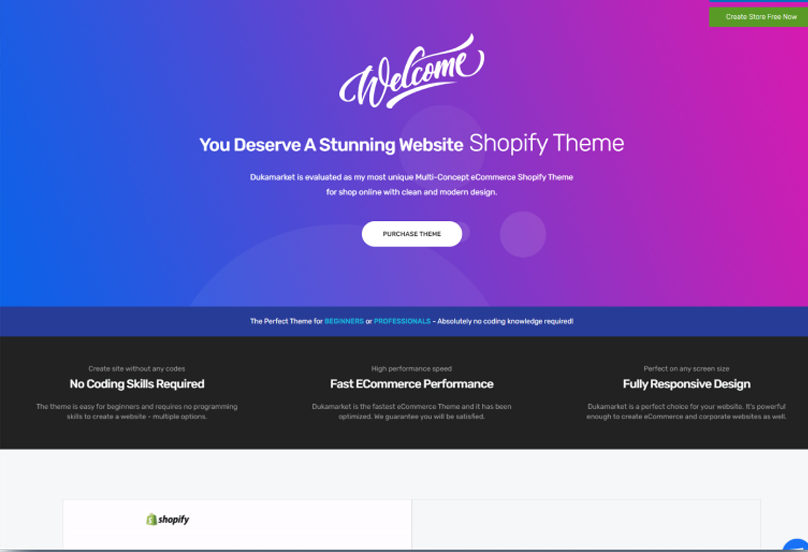 Create Store Free Now
Welcome
You Deserve A Stunning Website Shopify Theme
Dukamarket is evaluated as my most unique Multi-Concept eCommerce Shopify Theme
for shop online with clean and modern design.
PURCHASE THEME
The Perfect Theme for BEGINNERS or PROFESSIONALS - Absolutely no coding knowledge required!
Create site without any codes
No Coding Skills Required
The theme is easy for beginners and requires no programming
skills to create a website - multiple options.
High performance speed
Fast ECommerce Performance
Dukamarket is the fastest eCommerce Theme and it has been
optimized. We guarantee you will be satisfied.
Perfect on any screen size
Fully Responsive Design
Dukamarket is a perfect choice for your website. It's powerful
enough to create eCommerce and corporate websites as well.
shopify